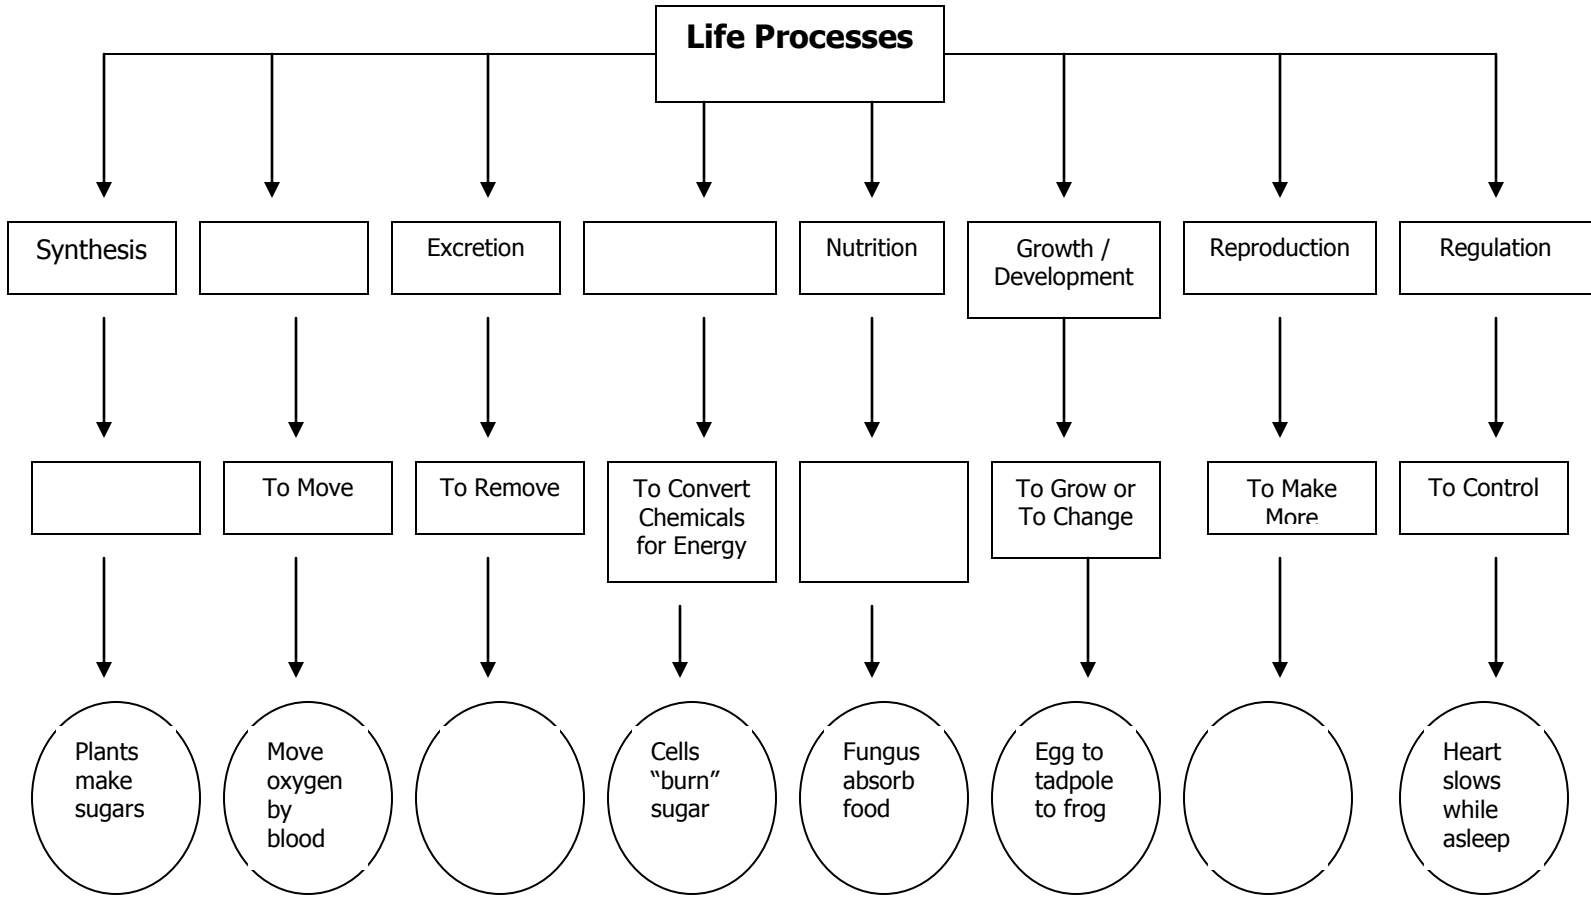 Life Processes
Synthesis
Excretion
Nutrition
Growth /
Development
Reproduction
Regulation
To Move
To Remove
To Convert
Chemicals
for Energy
To Grow or
To Change
To Make
More
To Control
Plants
make
sugars
Move
oxygen
by
blood
Cells
“burn”
sugar
Fungus
absorb
food
Egg to
tadpole
to frog
Heart
slows
while
asleep